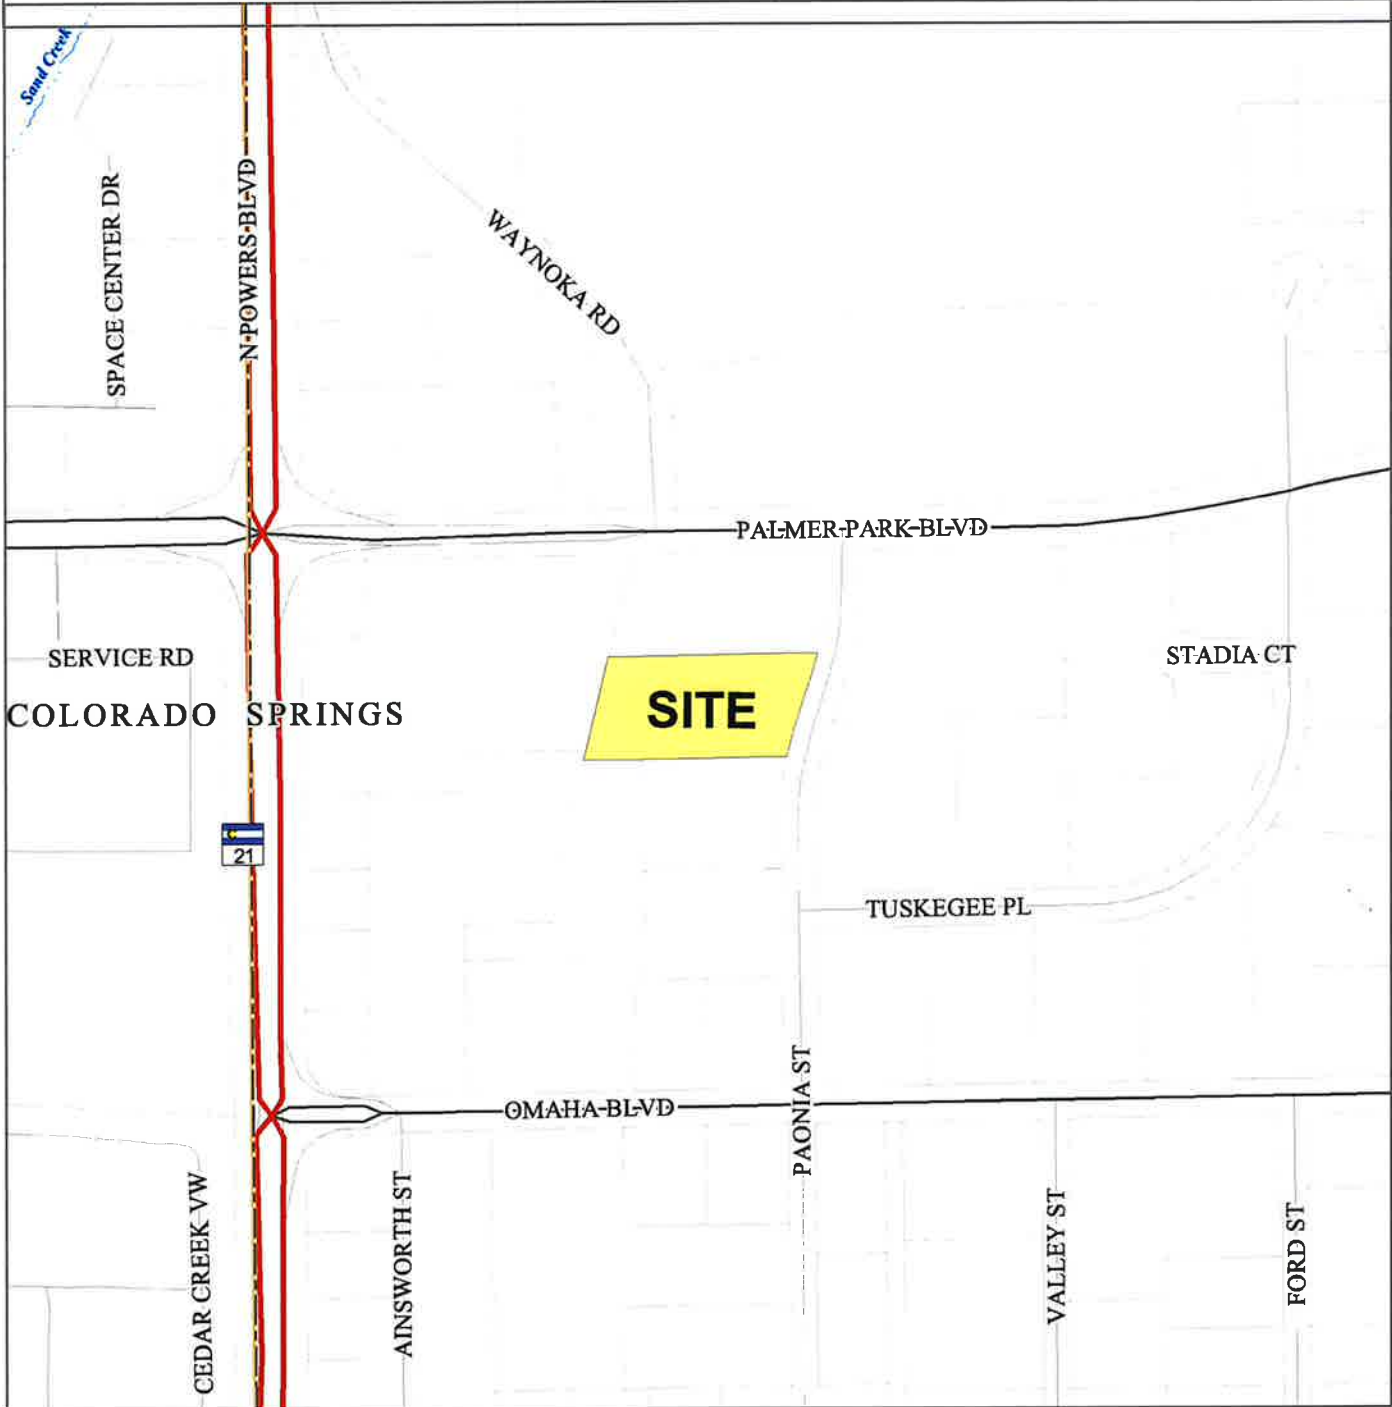 Sand Creek
SPACE CENTER DR
N POWERS BLVD
WAYNOKA RD
PALMER PARK BLVD
SERVICE RD
STADIA CT
COLORADO SPRINGS
SITE
21
TUSKEGEE PL
OMAHA BLVD
PAONIA ST
CEDAR CREEK VW
AINSWORTH ST
VALLEY ST
FORD ST